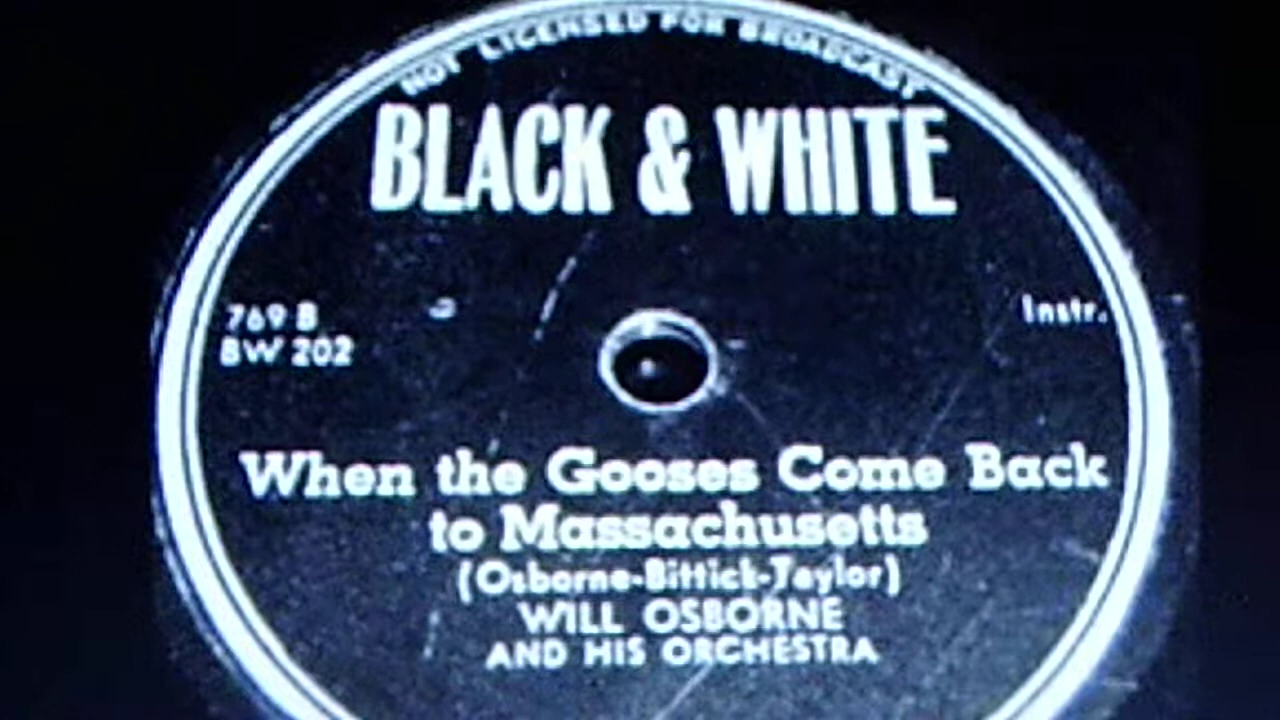 NOT LICENSED FOR BROADCAST
BLACK & WHITE
769 B
BW 202
Instr.
When the Gooses Come Back
to Massachusetts
(Osborne-Bittick-Taylor)
WILL OSBORNE
AND HIS ORCHESTRA